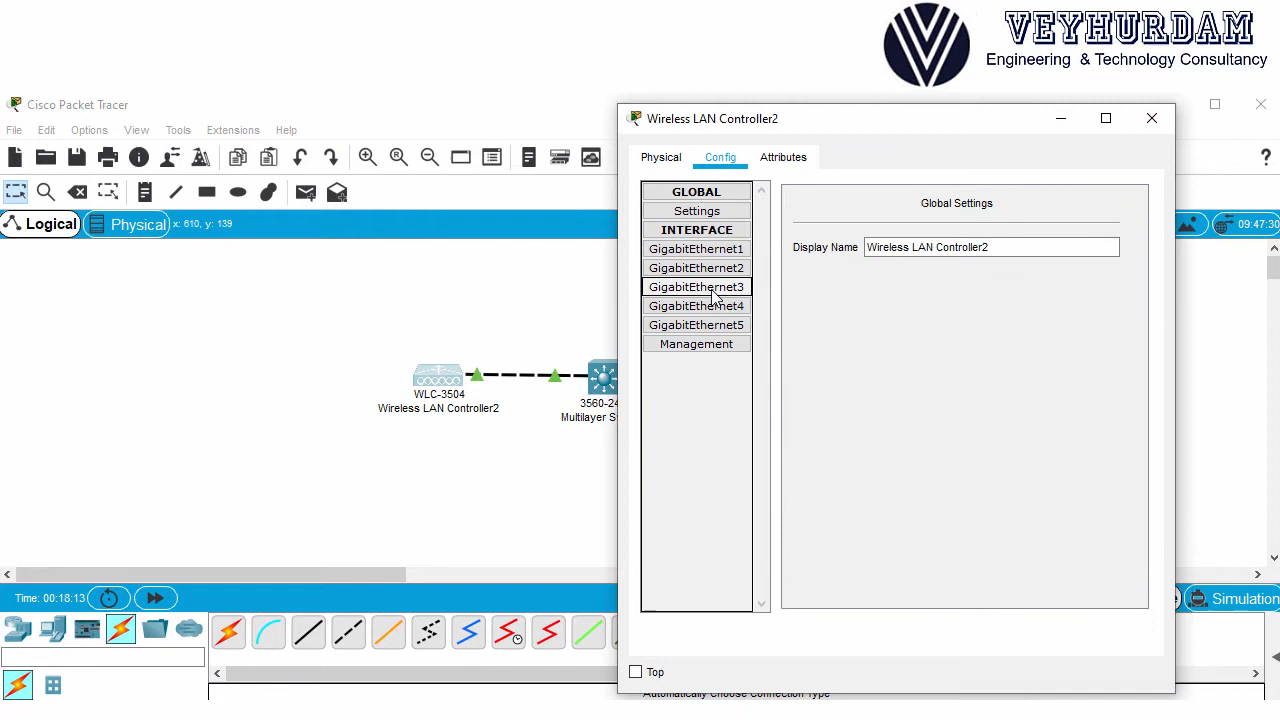 VEYHURDAM
Engineering & Technology Consultancy
Cisco Packet Tracer
File Edit Options View Tools Extensions Help
Logical Physical x: 610, y: 139
09:47:30
WLC-3504
Wireless LAN Controller2
3560-24
Multilayer S
Wireless LAN Controller2
Physical Config Attributes
GLOBAL
Settings
INTERFACE
GigabitEthernet1
GigabitEthernet2
GigabitEthernet3
GigabitEthernet4
GigabitEthernet5
Management
Global Settings
Display Name Wireless LAN Controller2
Top
Time: 00:18:13
Simulation
Automatically Choose Connection Type